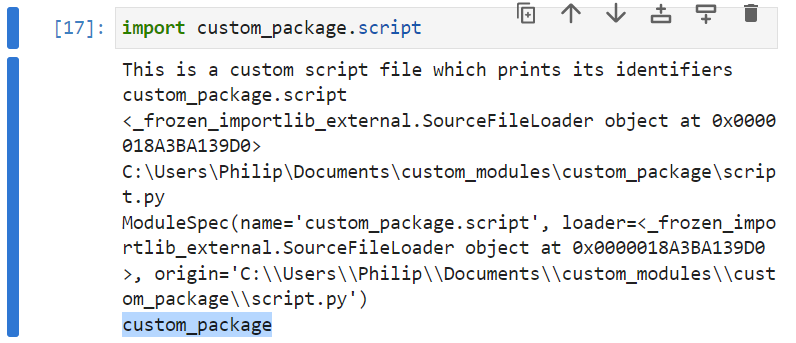 [17]: import custom_package.script
This is a custom script file which prints its identifiers
custom_package.script
<_frozen_importlib_external.SourceFileLoader object at 0x0000
018A3BA139D0>
C:\Users\Philip\Documents\custom_modules\custom_package\scrip
t.py
ModuleSpec(name='custom_package.script', loader=<_frozen_impo
rtlib_external.SourceFileLoader object at 0x0000018A3BA139D0
>, origin='C:\\Users\\Philip\\Documents\\custom_modules\\cust
om_package\\script.py')
custom_package